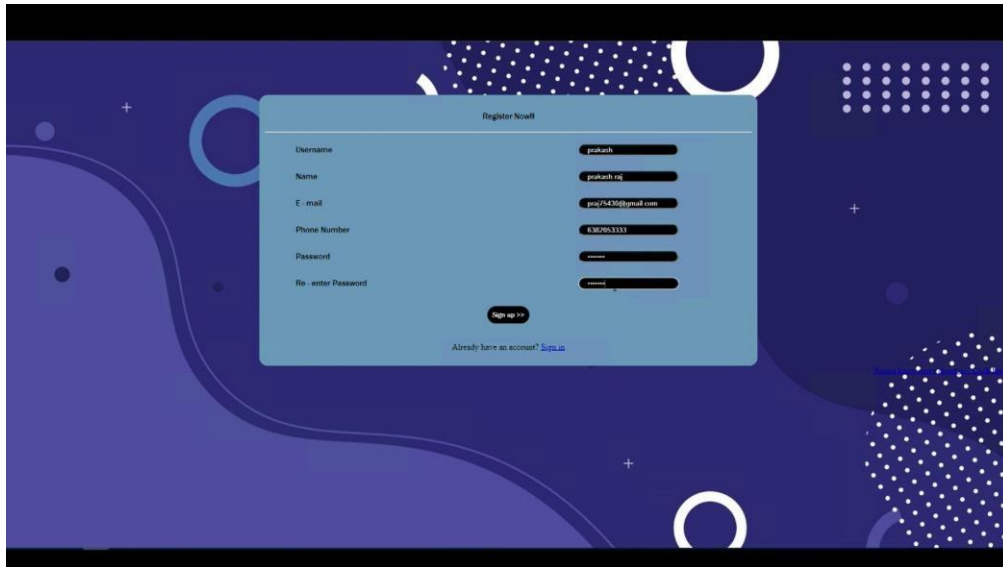 Register Now!!
Username prakash
Name prakash raj
E - mail praj75430@gmail.com
Phone Number 6382053333
Password •••••••
Re - enter Password •••••••
Sign up >>
Already have an account? Sign in